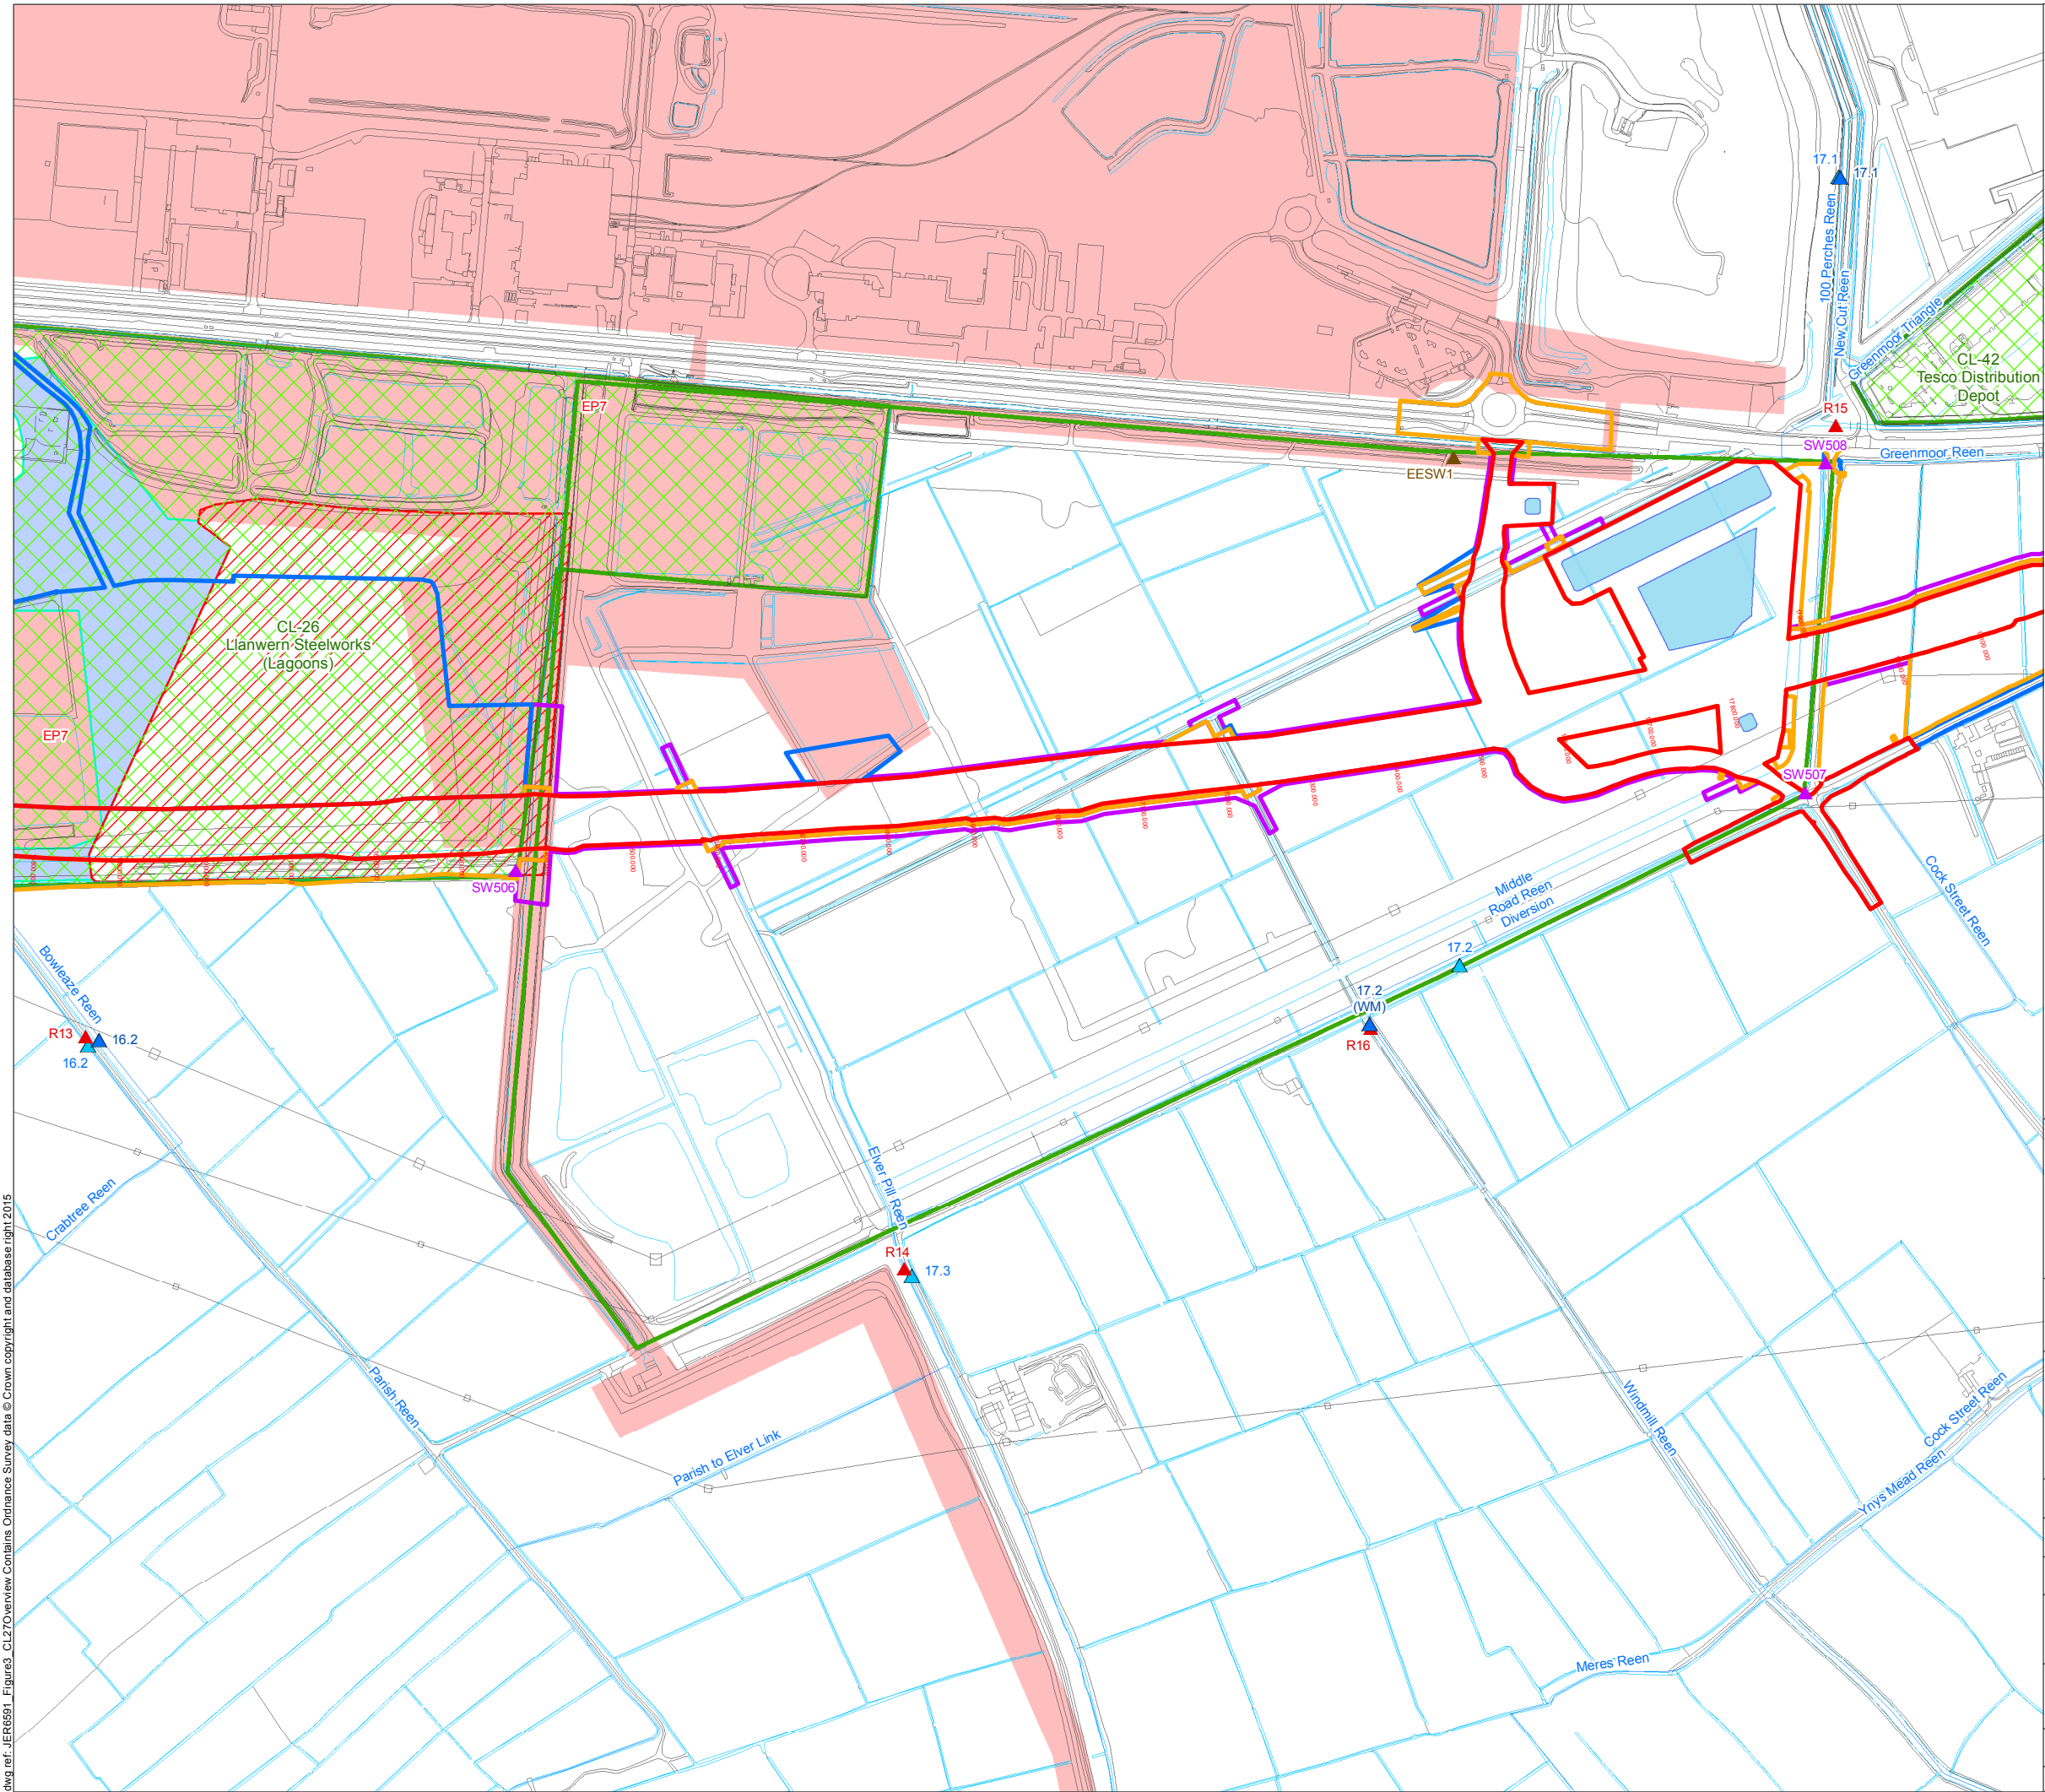 17.1
17.1
100 Perches Reen
New Cut Reen
Greenmoor Triangle
CL-42
Tesco Distribution
Depot
R15
SW508
Greenmoor Reen
EP7
EESW1
CL-26
Llanwern Steelworks
(Lagoons)
EP7
SW507
SW506
Cock Street Reen
Middle
Road Reen
Diversion
17.2
17.2
(WM)
R16
Bowleaze Reen
R13
16.2
16.2
Elver Pill Reen
Crabtree Reen
R14
17.3
Parish Reen
Parish to Elver Link
Windmill Reen
Cock Street Reen
Ynys Mead Reen
Meres Reen
dwg ref: JER6591_Figure3_CL27Overview Contains Ordnance Survey data © Crown copyright and database right 2015